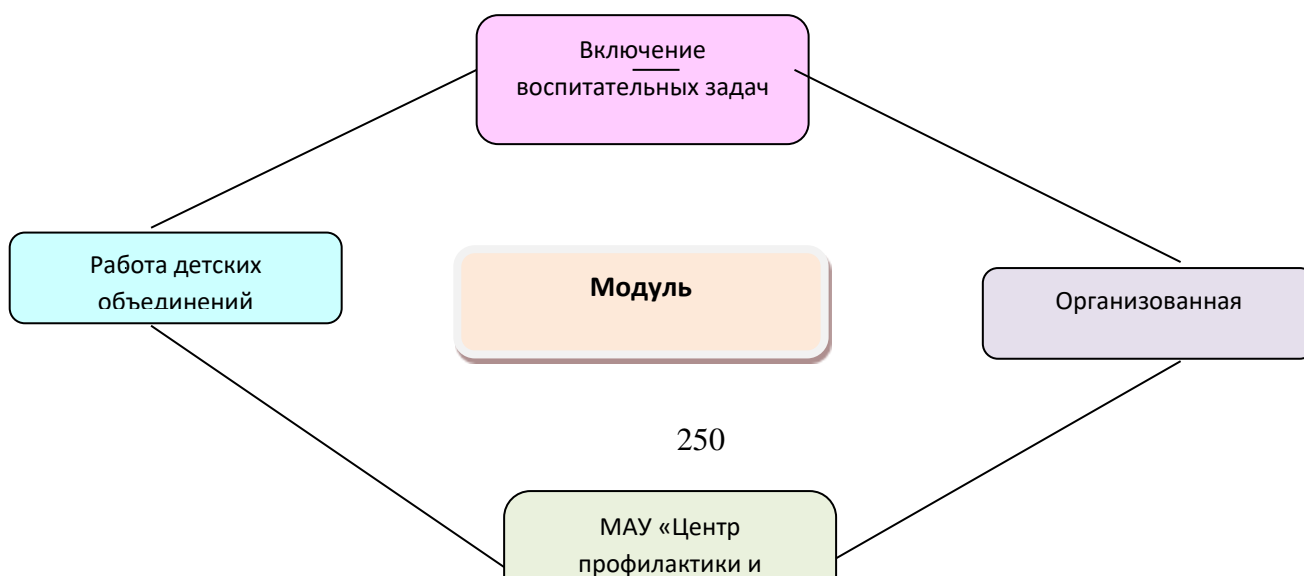 Включение
воспитательных задач
Работа детских
объединений
Модуль
Организованная
250
МАУ «Центр
профилактики и